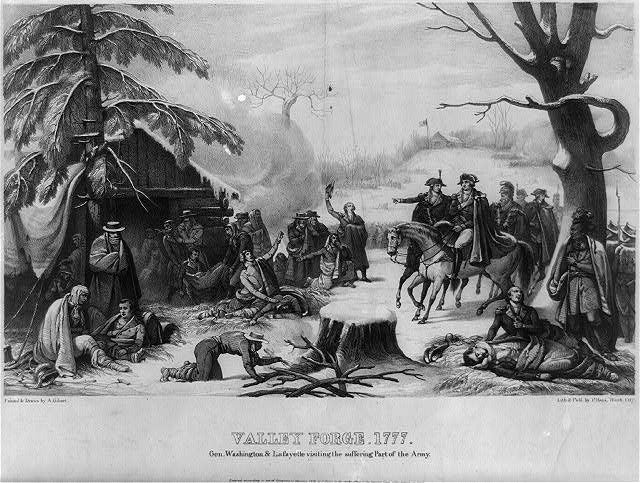 Painted & Drawn by A. Gibert.
Lith & Publ. by P. Haas, Wash. City.
VALLEY FORGE. 1777.
Gen. Washington & Lafayette visiting the suffering Part of the Army.